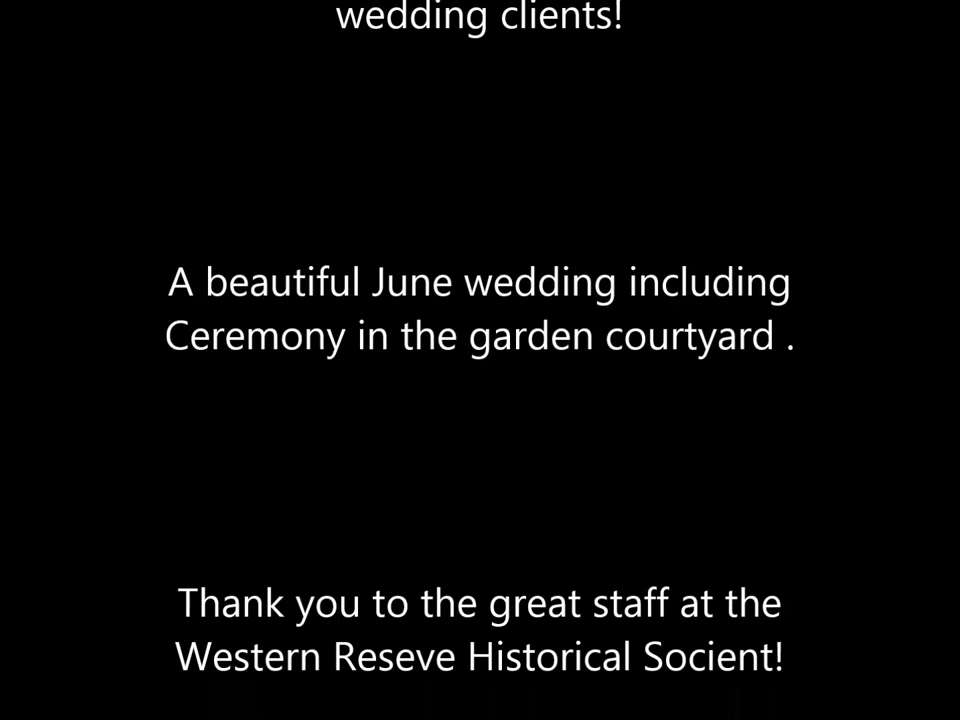 wedding clients!
A beautiful June wedding including
Ceremony in the garden courtyard .
Thank you to the great staff at the
Western Reseve Historical Socient!